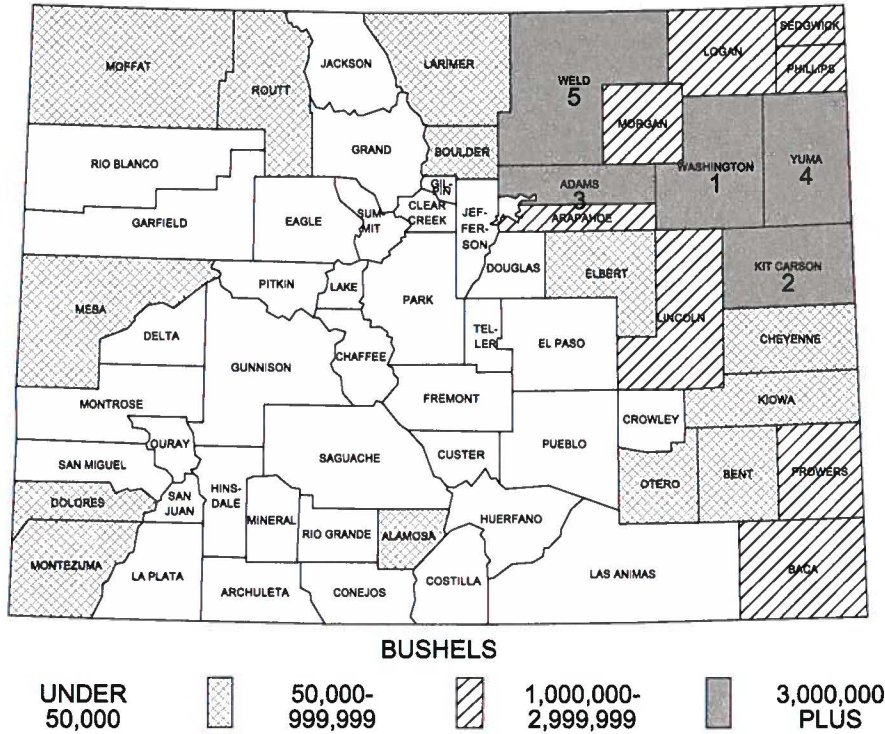 MOFFAT
ROUTT
JACKSON
LARIMER
WELD
5
LOGAN
SEDGWICK
PHILLIPS
MORGAN
RIO BLANCO
GRAND
BOULDER
WASHINGTON
1
YUMA
4
GIL-
PIN
ADAMS
3
GARFIELD
EAGLE
SUM-
MIT
CLEAR
CREEK
JEF-
FER-
SON
ARAPAHOE
MESA
PITKIN
LAKE
PARK
DOUGLAS
ELBERT
LINCOLN
KIT CARSON
2
DELTA
GUNNISON
CHAFFEE
TEL-
LER
EL PASO
CHEYENNE
MONTROSE
FREMONT
CROWLEY
KIOWA
OURAY
SAN MIGUEL
SAGUACHE
CUSTER
PUEBLO
OTERO
BENT
PROWERS
DOLORES
SAN
JUAN
HINS-
DALE
MINERAL
RIO GRANDE
ALAMOSA
HUERFANO
MONTEZUMA
LA PLATA
ARCHULETA
CONEJOS
COSTILLA
LAS ANIMAS
BACA
BUSHELS
UNDER
50,000
50,000-
999,999
1,000,000-
2,999,999
3,000,000
PLUS